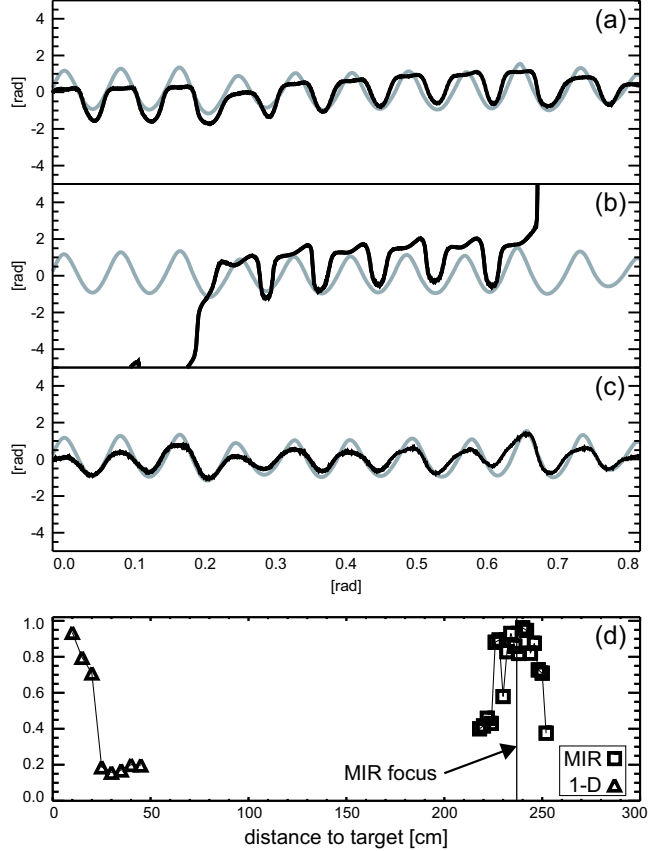 4
(a)
2
[rad]
0
-2
-4
4
(b)
2
[rad]
0
-2
-4
4
(c)
2
[rad]
0
-2
-4
0.0 0.1 0.2 0.3 0.4 0.5 0.6 0.7 0.8
[rad]
1.0
(d)
0.8
0.6
0.4
0.2
0.0
MIR focus
MIR
1-D
0 50 100 150 200 250 300
distance to target [cm]